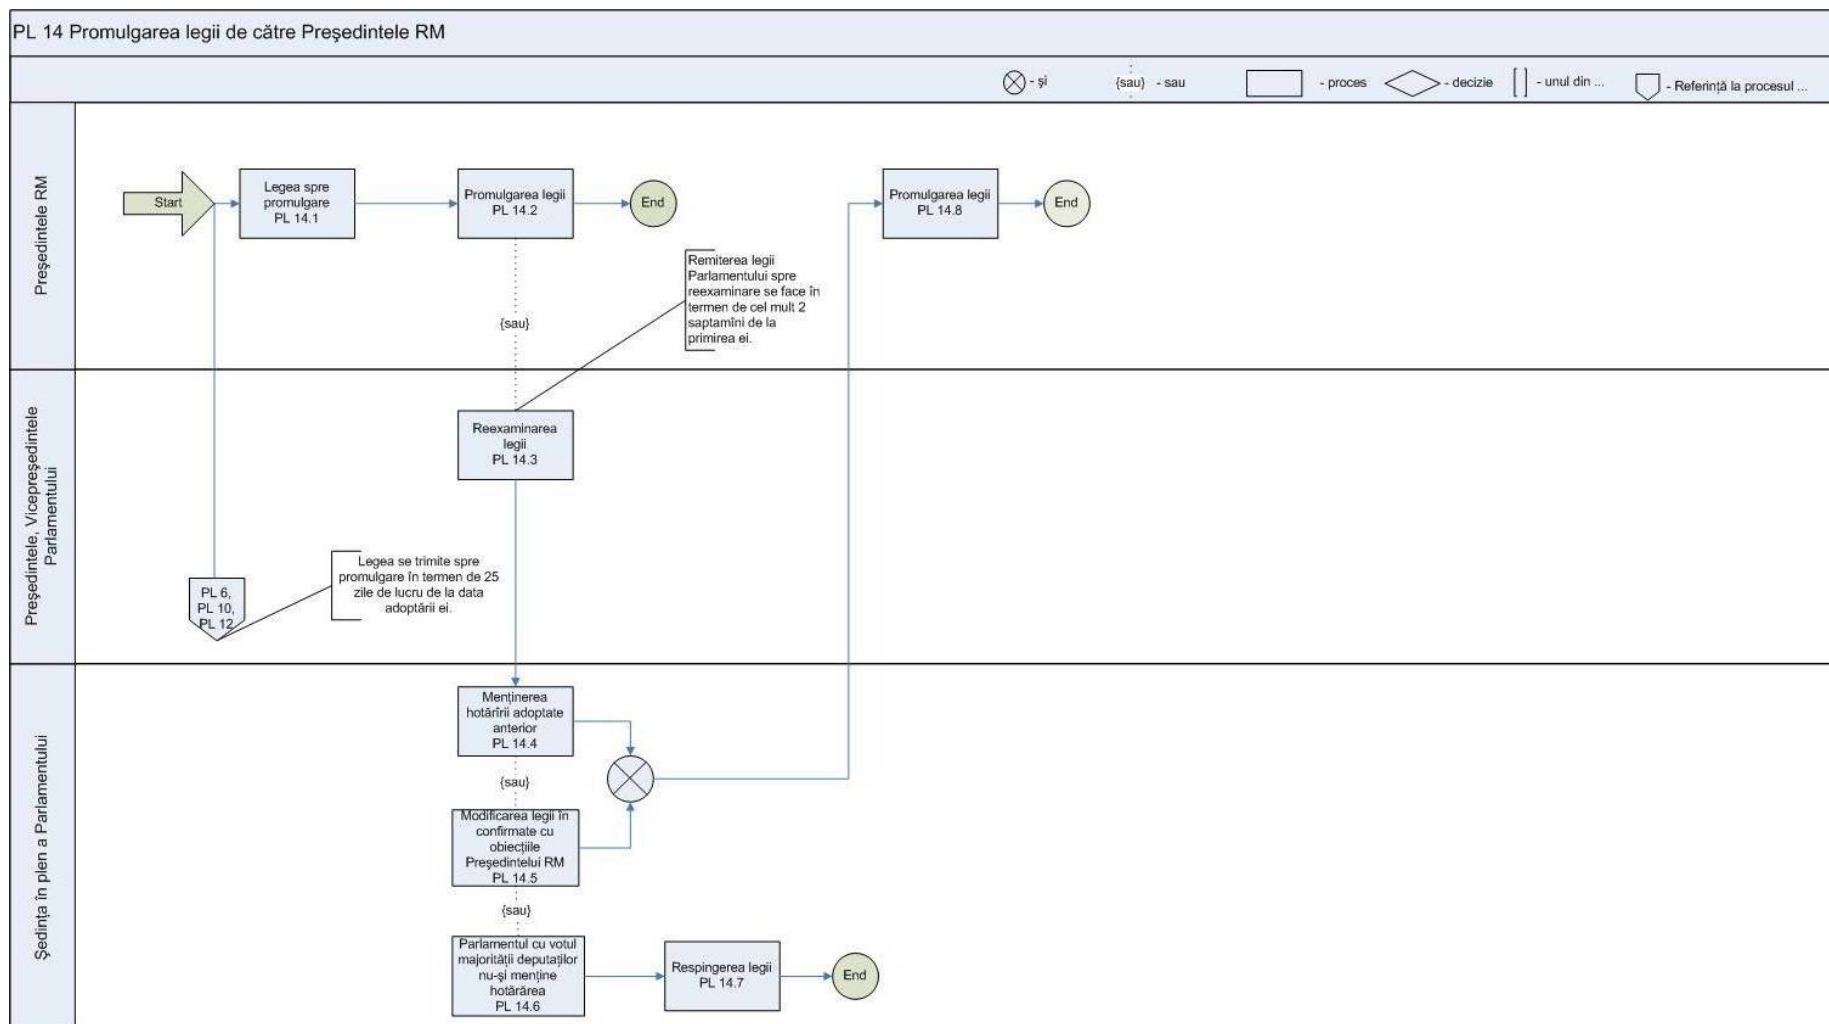 PL 14 Promulgarea legii de către Preşedintele RM
- şi
{sau} - sau
- proces
- decizie
- unul din ...
- Referinţă la procesul ...
Preşedintele RM
Start
Legea spre
promulgare
PL 14.1
Promulgarea legii
PL 14.2
End
Promulgarea legii
PL 14.8
End
Remiterea legii
Parlamentului spre
reexaminare se face în
termen de cel mult 2
saptamîni de la
primirea ei.
{sau}
Preşedintele, Vicepreşedintele
Parlamentului
Reexaminarea
legii
PL 14.3
PL 6,
PL 10,
PL 12
Legea se trimite spre
promulgare în termen de 25
zile de lucru de la data
adoptării ei.
Şedinţa în plen a Parlamentului
Menţinerea
hotărîrii adoptate
anterior
PL 14.4
{sau}
Modificarea legii în
confirmate cu
obiecţiile
Preşedintelui RM
PL 14.5
{sau}
Parlamentul cu votul
majorităţii deputaţilor
nu-şi menţine
hotărârea
PL 14.6
Respingerea legii
PL 14.7
End